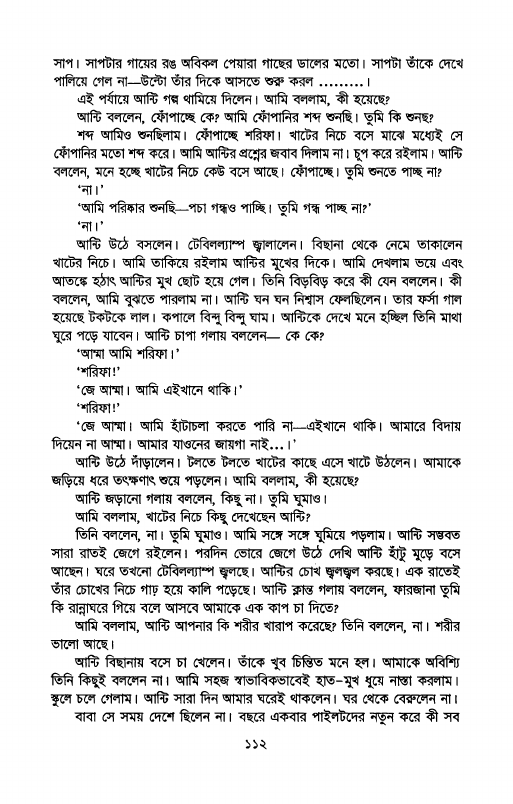 সাপ। সাপটার গায়ের রঙ অবিকল পেয়ারা গাছের ডালের মতো। সাপটা তাঁকে দেখে
পালিয়ে গেল না—উল্টো তাঁর দিকে আসতে শুরু করল .........।
এই পর্যায়ে আন্টি গল্প থামিয়ে দিলেন। আমি বললাম, কী হয়েছে?
আন্টি বললেন, ফোঁপাচ্ছে কে? আমি ফোঁপানির শব্দ শুনছি। তুমি কি শুনছ?
শব্দ আমিও শুনছিলাম। ফোঁপাচ্ছে শরিফা। খাটের নিচে বসে মাঝে মধ্যেই সে
ফোঁপানির মতো শব্দ করে। আমি আন্টির প্রশ্নের জবাব দিলাম না। চুপ করে রইলাম। আন্টি
বললেন, মনে হচ্ছে খাটের নিচে কেউ বসে আছে। ফোঁপাচ্ছে। তুমি শুনতে পাচ্ছ না?
‘না।’
‘আমি পরিষ্কার শুনছি—পচা গন্ধও পাচ্ছি। তুমি গন্ধ পাচ্ছ না?’
‘না।’
আন্টি উঠে বসলেন। টেবিলল্যাম্প জ্বালালেন। বিছানা থেকে নেমে তাকালেন
খাটের নিচে। আমি তাকিয়ে রইলাম আন্টির মুখের দিকে। আমি দেখলাম ভয়ে এবং
আতঙ্কে হঠাৎ আন্টির মুখ ছোট হয়ে গেল। তিনি বিড়বিড় করে কী যেন বললেন। কী
বললেন, আমি বুঝতে পারলাম না। আন্টি ঘন ঘন নিশ্বাস ফেলছিলেন। তার ফর্সা গাল
হয়েছে টকটকে লাল। কপালে বিন্দু বিন্দু ঘাম। আন্টিকে দেখে মনে হচ্ছিল তিনি মাথা
ঘুরে পড়ে যাবেন। আন্টি চাপা গলায় বললেন— কে কে?
‘আম্মা আমি শরিফা।’
‘শরিফা!’
‘জে আম্মা। আমি এইখানে থাকি।’
‘শরিফা!’
‘জে আম্মা। আমি হাঁটাচলা করতে পারি না—এইখানে থাকি। আমারে বিদায়
দিয়েন না আম্মা। আমার যাওনের জায়গা নাই...।’
আন্টি উঠে দাঁড়ালেন। টলতে টলতে খাটের কাছে এসে খাটে উঠলেন। আমাকে
জড়িয়ে ধরে তৎক্ষণাৎ শুয়ে পড়লেন। আমি বললাম, কী হয়েছে?
আন্টি জড়ানো গলায় বললেন, কিছু না। তুমি ঘুমাও।
আমি বললাম, খাটের নিচে কিছু দেখেছেন আন্টি?
তিনি বললেন, না। তুমি ঘুমাও। আমি সঙ্গে সঙ্গে ঘুমিয়ে পড়লাম। আন্টি সম্ভবত
সারা রাতই জেগে রইলেন। পরদিন ভোরে জেগে উঠে দেখি আন্টি হাঁটু মুড়ে বসে
আছেন। ঘরে তখনো টেবিলল্যাম্প জ্বলছে। আন্টির চোখ জ্বলজ্বল করছে। এক রাতেই
তাঁর চোখের নিচে গাঢ় হয়ে কালি পড়েছে। আন্টি ক্লান্ত গলায় বললেন, ফারজানা তুমি
কি রান্নাঘরে গিয়ে বলে আসবে আমাকে এক কাপ চা দিতে?
আমি বললাম, আন্টি আপনার কি শরীর খারাপ করেছে? তিনি বললেন, না। শরীর
ভালো আছে।
আন্টি বিছানায় বসে চা খেলেন। তাঁকে খুব চিন্তিত মনে হল। আমাকে অবিশ্যি
তিনি কিছুই বললেন না। আমি সহজ স্বাভাবিকভাবেই হাত-মুখ ধুয়ে নাস্তা করলাম।
স্কুলে চলে গেলাম। আন্টি সারা দিন আমার ঘরেই থাকলেন। ঘর থেকে বেরুলেন না।
বাবা সে সময় দেশে ছিলেন না। বছরে একবার পাইলটদের নতুন করে কী সব
১১২